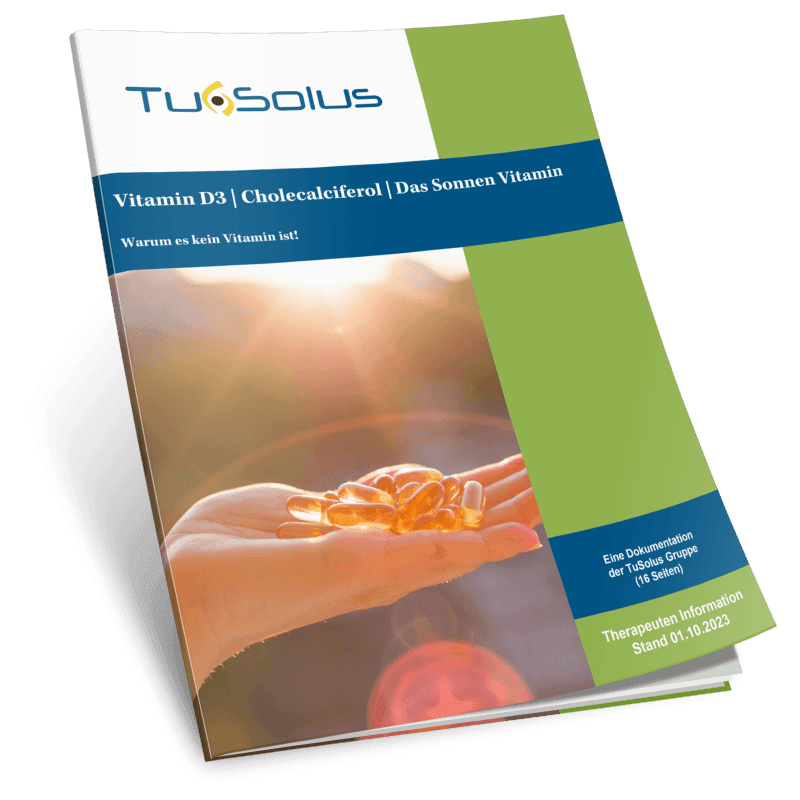 TuSolus
Vitamin D3 | Cholecalciferol | Das Sonnen Vitamin
Warum es kein Vitamin ist!
Eine Dokumentation
der TuSolus Gruppe
(16 Seiten)
Therapeuten Information
Stand 01.10.2023